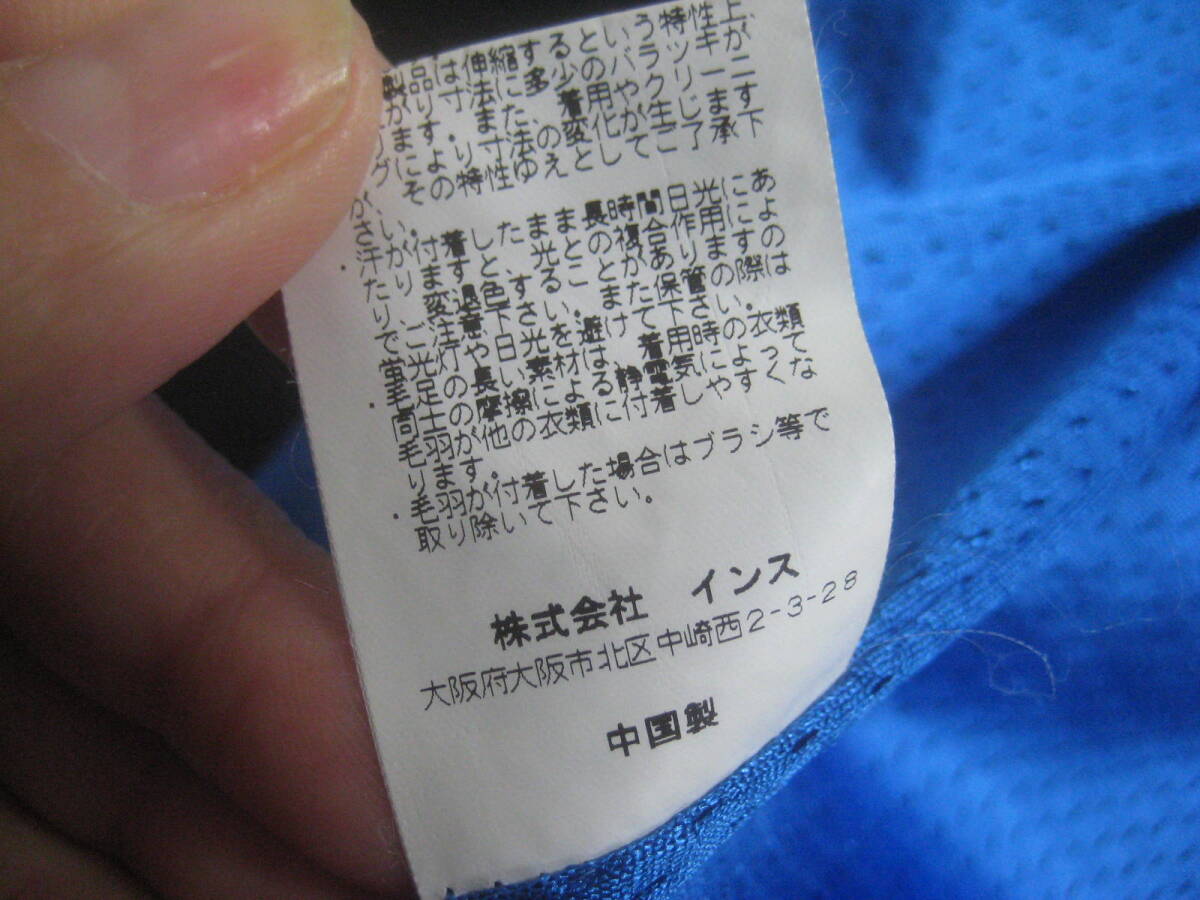 製品は伸縮するという特性上、
が 寸法に多少のバラツキが
ります。また、着用やクリーニ
グにより寸法の変化が生じます
その特性ゆえとしてご了承下
さい。
・汗が付着したまま長時間日光にあ
たりますと、光との複合作用によ
り、変退色することがありますの
でご注意下さい。また保管の際は
蛍光灯や日光を避けて下さい。
・毛足の長い素材は、着用時の衣類
同士の摩擦による静電気によって
毛羽が他の衣類に付着しやすくな
ります。
・毛羽が付着した場合はブラシ等で
取り除いて下さい。
株式会社 インス
大阪府大阪市北区中崎西2-3-28
中国製